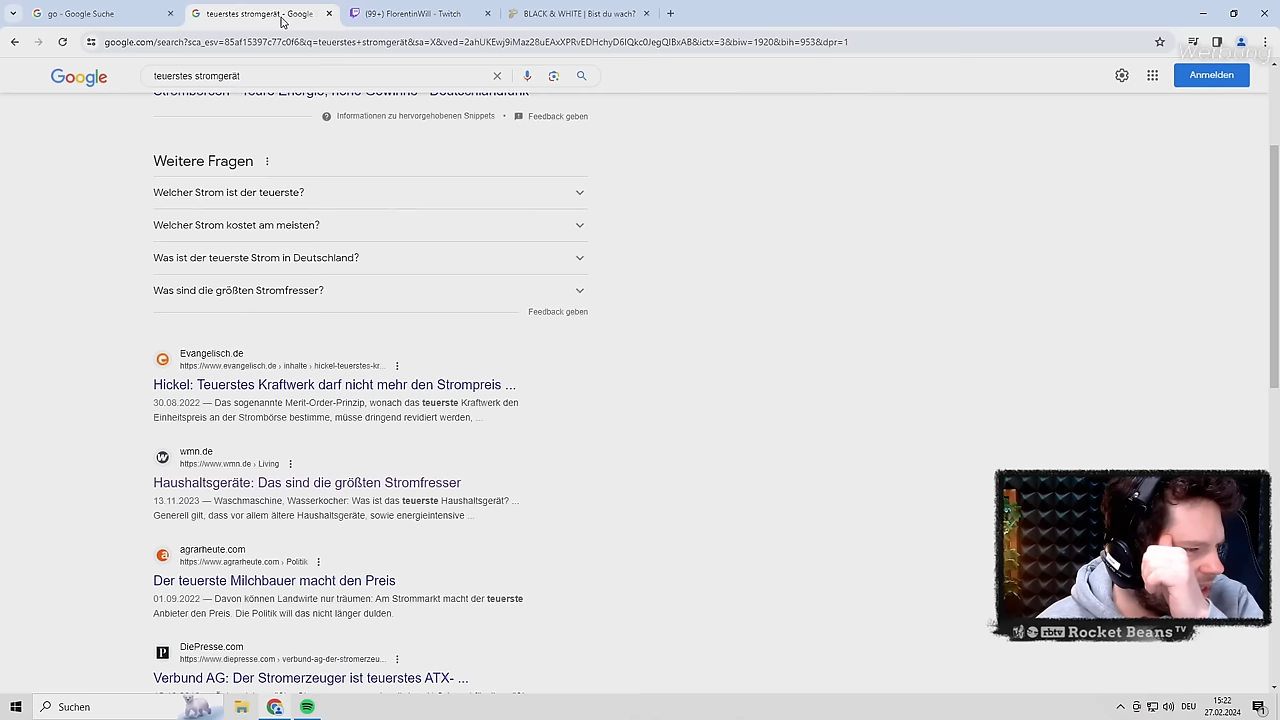 go - Google Suche
teuerstes stromgerät - Google
(99+) FlorentinWill - Twitch
BLACK & WHITE | Bist du wach?
google.com/search?sca_esv=85af15397c77c0f6&q=teuerstes+stromgerät&sa=X&ved=2ahUKEwj9iMaz28uEAxXPRvEDHchyD6IQkc0JegQIBxAB&ictx=3&biw=1920&bih=953&dpr=1
Werbung
Google
teuerstes stromgerät
Anmelden
Strombörsen - Teure Energie, hohe Gewinne - Deutschlandfunk
Informationen zu hervorgehobenen Snippets • Feedback geben
Weitere Fragen
Welcher Strom ist der teuerste?
Welcher Strom kostet am meisten?
Was ist der teuerste Strom in Deutschland?
Was sind die größten Stromfresser?
Feedback geben
Evangelisch.de
https://www.evangelisch.de › inhalte › hickel-teuerstes-kr...
Hickel: Teuerstes Kraftwerk darf nicht mehr den Strompreis ...
30.08.2022 — Das sogenannte Merit-Order-Prinzip, wonach das teuerste Kraftwerk den
Einheitspreis an der Strombörse bestimme, müsse dringend revidiert werden, ...
wmn.de
https://www.wmn.de › Living
Haushaltsgeräte: Das sind die größten Stromfresser
13.11.2023 — Waschmaschine, Wasserkocher: Was ist das teuerste Haushaltsgerät? ...
Generell gilt, dass vor allem ältere Haushaltsgeräte, sowie energieintensive ...
agrarheute.com
https://www.agrarheute.com › Politik
Der teuerste Milchbauer macht den Preis
01.09.2022 — Davon können Landwirte nur träumen: Am Strommarkt macht der teuerste
Anbieter den Preis. Die Politik will das nicht länger dulden.
DiePresse.com
https://www.diepresse.com › verbund-ag-der-stromerzeu...
Verbund AG: Der Stromerzeuger ist teuerstes ATX- ...
rbtv Rocket Beans TV
Suchen
DEU
15:22
27.02.2024